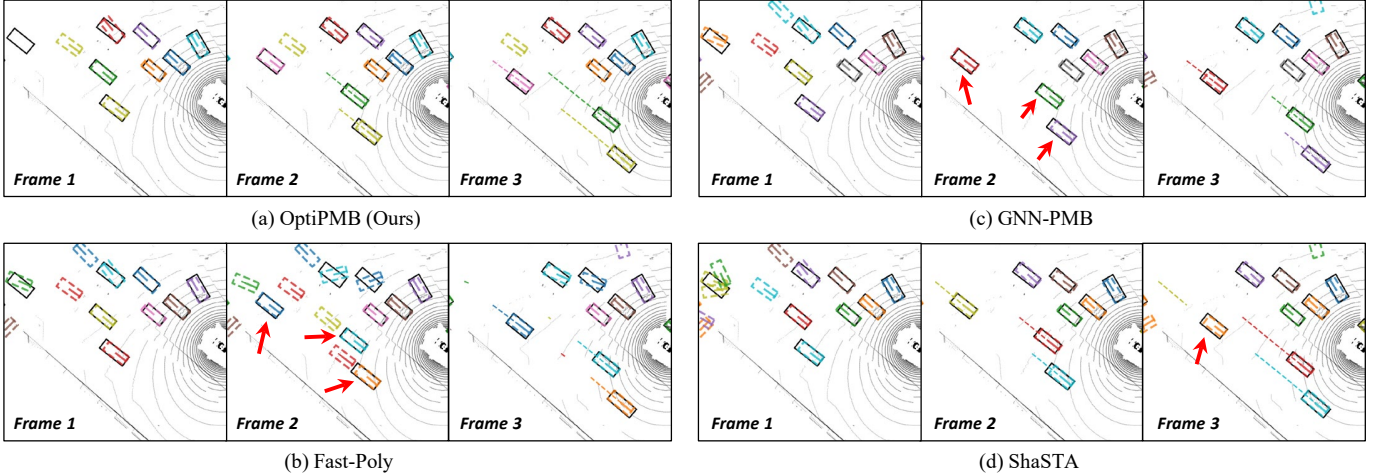 Frame 1 Frame 2 Frame 3
(a) OptiPMB (Ours)
Frame 1 Frame 2 Frame 3
(c) GNN-PMB
Frame 1 Frame 2 Frame 3
(b) Fast-Poly
Frame 1 Frame 2 Frame 3
(d) ShaSTA